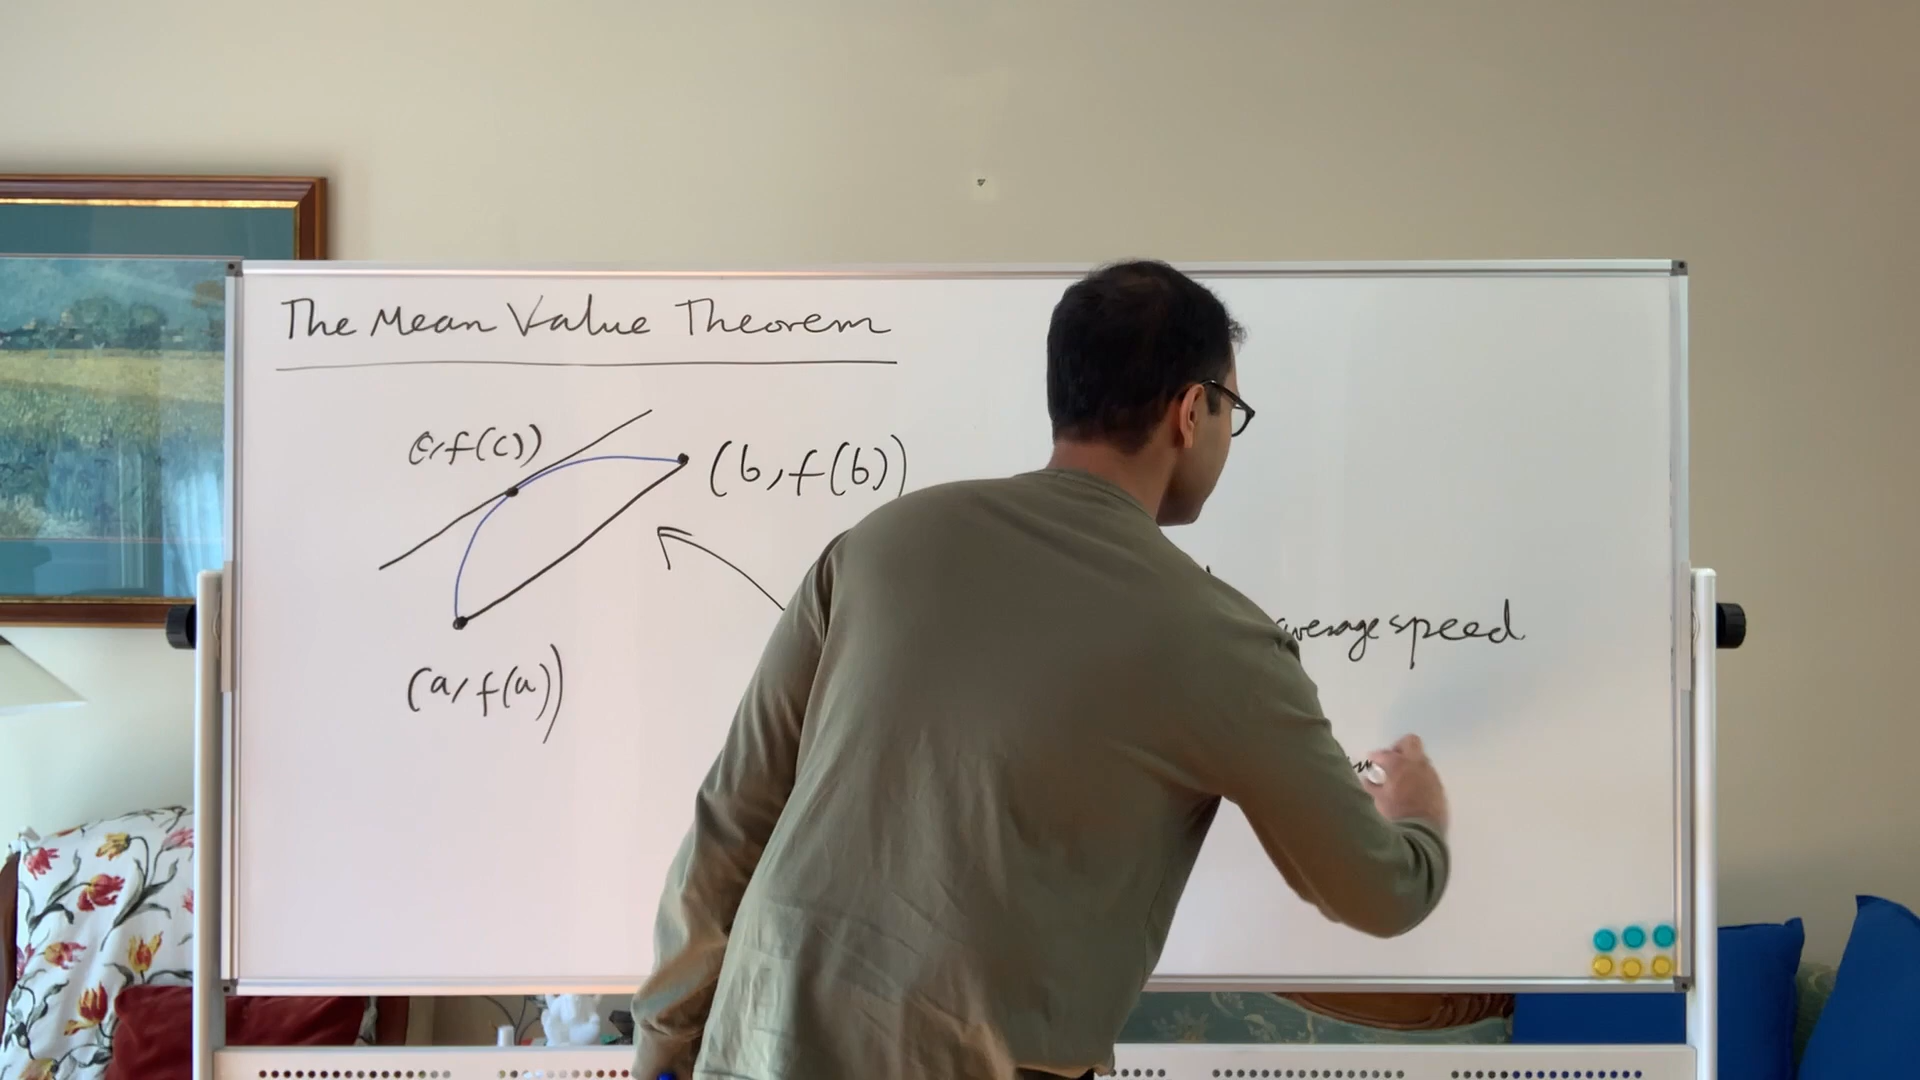 The Mean Value Theorem
(c,f(c))
(b,f(b))
average speed
(a,f(a))